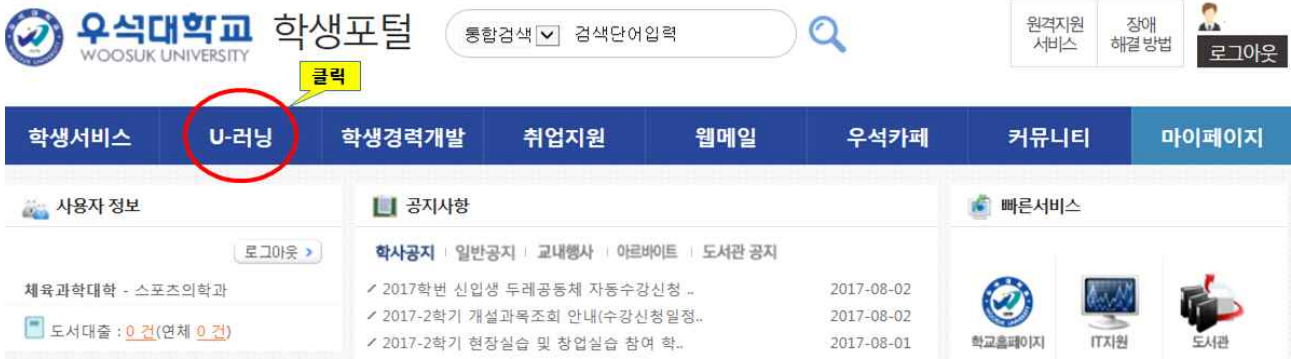 우석대학교 학생포털
WOOSUK UNIVERSITY
통합검색 검색단어입력
원격지원 서비스
장애 해결 방법
로그아웃
클릭
학생서비스 U-러닝 학생경력개발 취업지원 웹메일 우석카페 커뮤니티 마이페이지
사용자 정보
로그아웃 >
체육과학대학 - 스포츠의학과
도서대출 : 0 건(연체 0 건)
공지사항
학사공지 일반공지 교내행사 아르바이트 도서관 공지
2017학번 신입생 두레공동체 자동수강신청 .. 2017-08-02
2017-2학기 개설과목조회 안내(수강신청일정.. 2017-08-02
2017-2학기 현장실습 및 창업실습 참여 학.. 2017-08-01
빠른서비스
학교홈페이지 IT지원 도서관